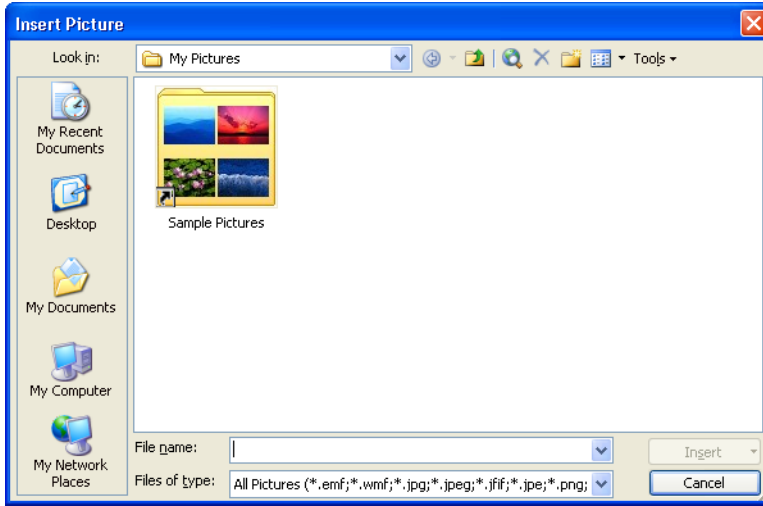 Insert Picture
Look in:
My Pictures
Tools
My Recent
Documents
Desktop
My Documents
My Computer
My Network
Places
Sample Pictures
File name:
Insert
Files of type:
All Pictures (*.emf;*.wmf;*.jpg;*.jpeg;*.jfif;*.jpe;*.png;
Cancel